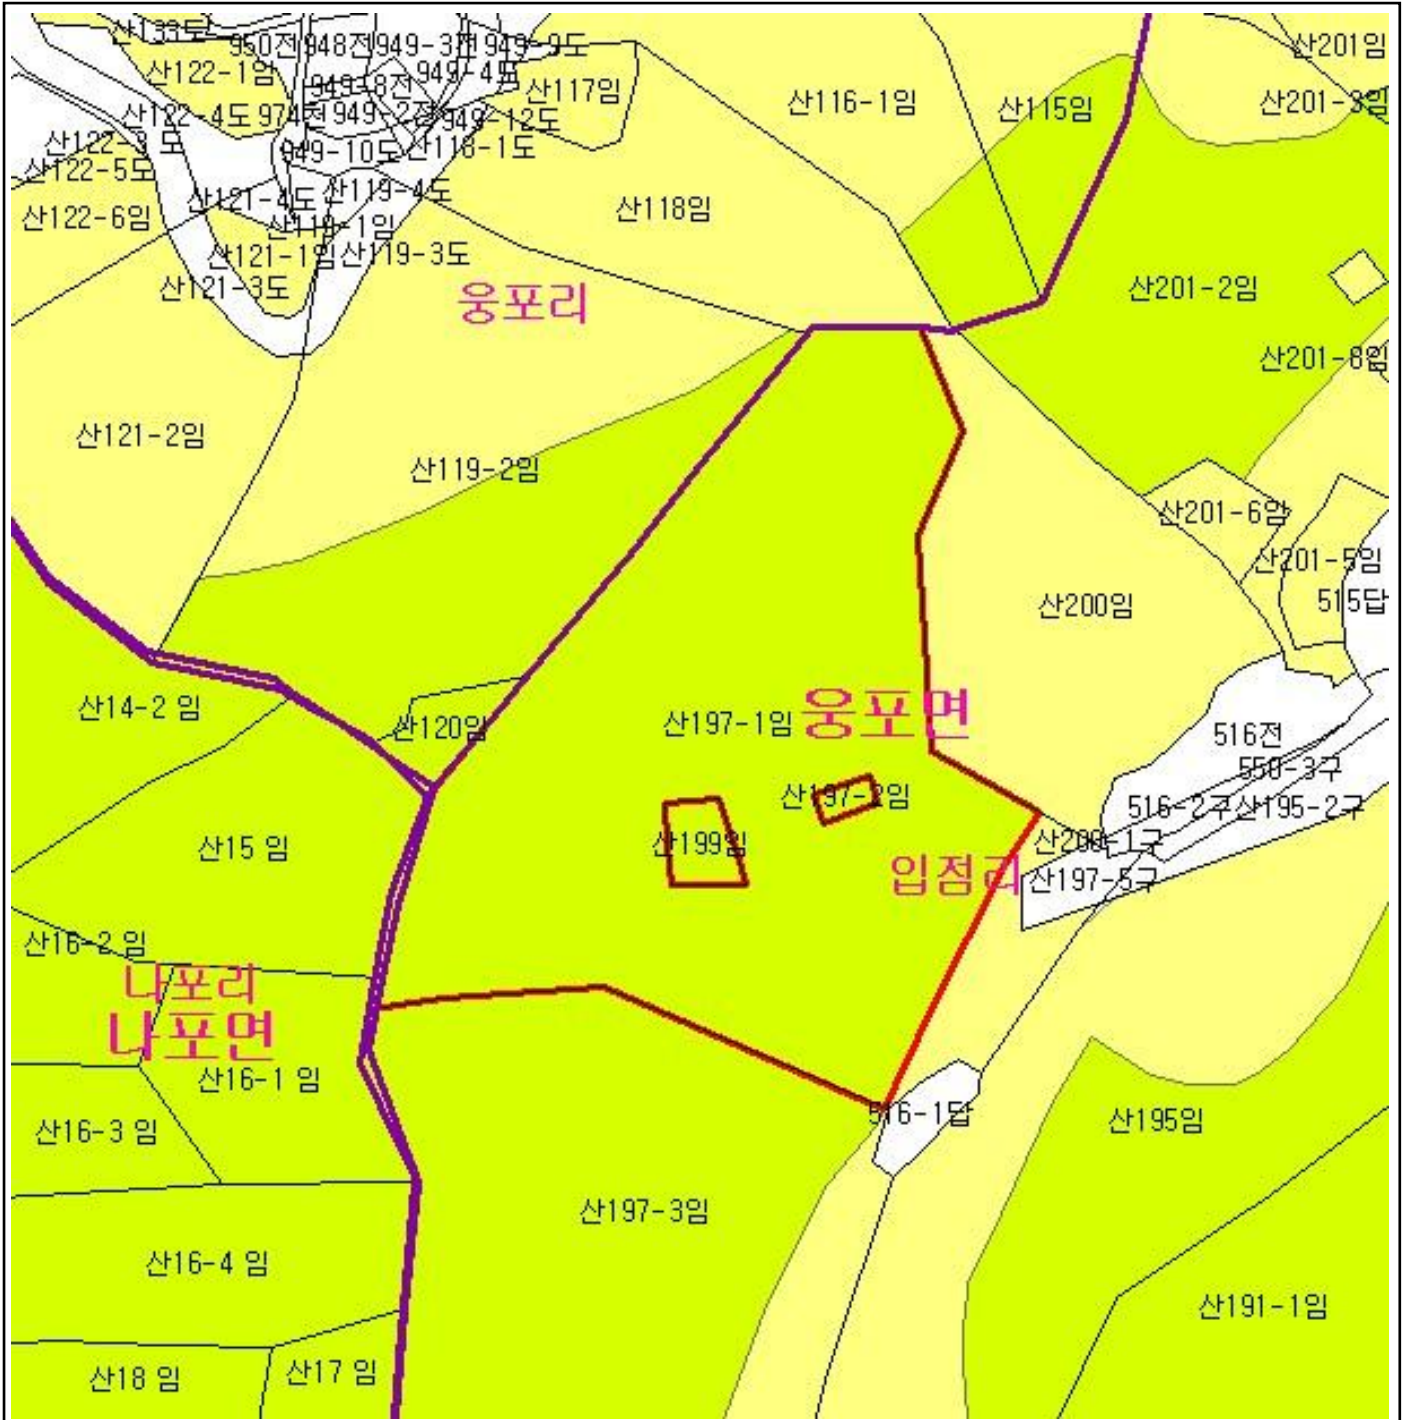 산133도
950전 948전 949-3전 949-9도
산201임
산122-1임
949-8전
949-4도
산117임
산116-1임
산115임
산201-3임
산122-4도 974전 949-2전 949-12도
산122-3 도
949-10도 산118-1도
산122-5도
산121-4도 산119-4도
산122-6임
산119-1임
산118임
산121-1임 산119-3도
산121-3도
웅포리
산201-2임
산201-8임
산121-2임
산119-2임
산201-6임
산201-5임
산200임
515답
산14-2 임
산120임
산197-1임
웅포면
516전
550-3구
산197-2임
516-2구 산195-2구
산15 임
산199임
산200-1구
입점리
산197-5구
산16-2 임
나포리
나포면
산16-1 임
516-1답
산16-3 임
산195임
산197-3임
산16-4 임
산191-1임
산18 임
산17 임